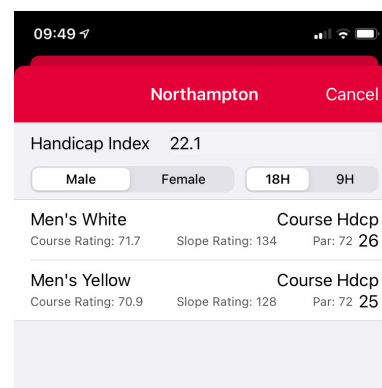 09:49
Northampton Cancel
Handicap Index 22.1
Male Female 18H 9H
Men's White Course Hdcp
Course Rating: 71.7 Slope Rating: 134 Par: 72 26
Men's Yellow Course Hdcp
Course Rating: 70.9 Slope Rating: 128 Par: 72 25